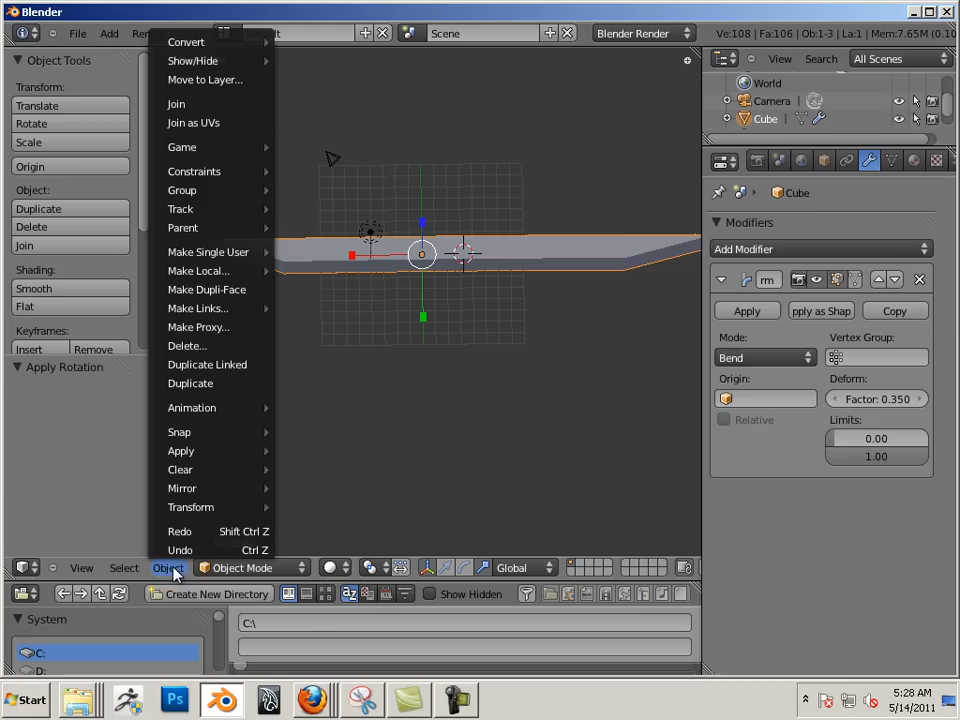 Blender
File Add Re Default Scene Blender Render Ve:108 | Fa:106 | Ob:1-3 | La:1 | Mem:7.65M (0.10
Object Tools
Transform:
Translate
Rotate
Scale
Origin
Object:
Duplicate
Delete
Join
Shading:
Smooth
Flat
Keyframes:
Insert Remove
Apply Rotation
Convert
Show/Hide
Move to Layer...
Join
Join as UVs
Game
Constraints
Group
Track
Parent
Make Single User
Make Local...
Make Dupli-Face
Make Links...
Make Proxy...
Delete...
Duplicate Linked
Duplicate
Animation
Snap
Apply
Clear
Mirror
Transform
Redo Shift Ctrl Z
Undo Ctrl Z
View Search All Scenes
World
Camera
Cube
Cube
Modifiers
Add Modifier
rm
Apply pply as Shap Copy
Mode: Vertex Group:
Bend
Origin: Deform:
Factor: 0.350
Relative Limits:
0.00
1.00
View Select Object Object Mode Global
Create New Directory Show Hidden
System
C:
D:
C:\
Start
5:28 AM
5/14/2011
Ps